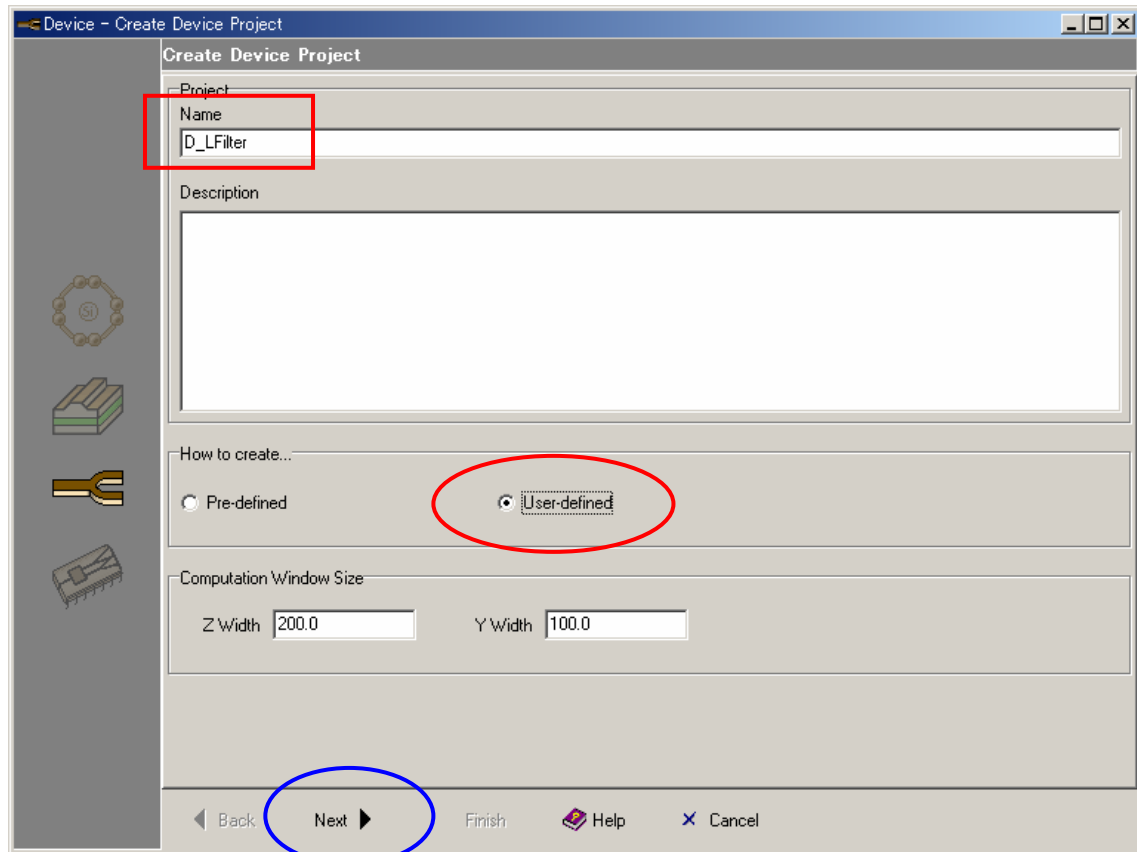 Device - Create Device Project
Create Device Project
Project
Name
D_LFilter
Description
Si
How to create...
Pre-defined User-defined
Computation Window Size
Z Width 200.0 Y Width 100.0
Back Next Finish Help Cancel